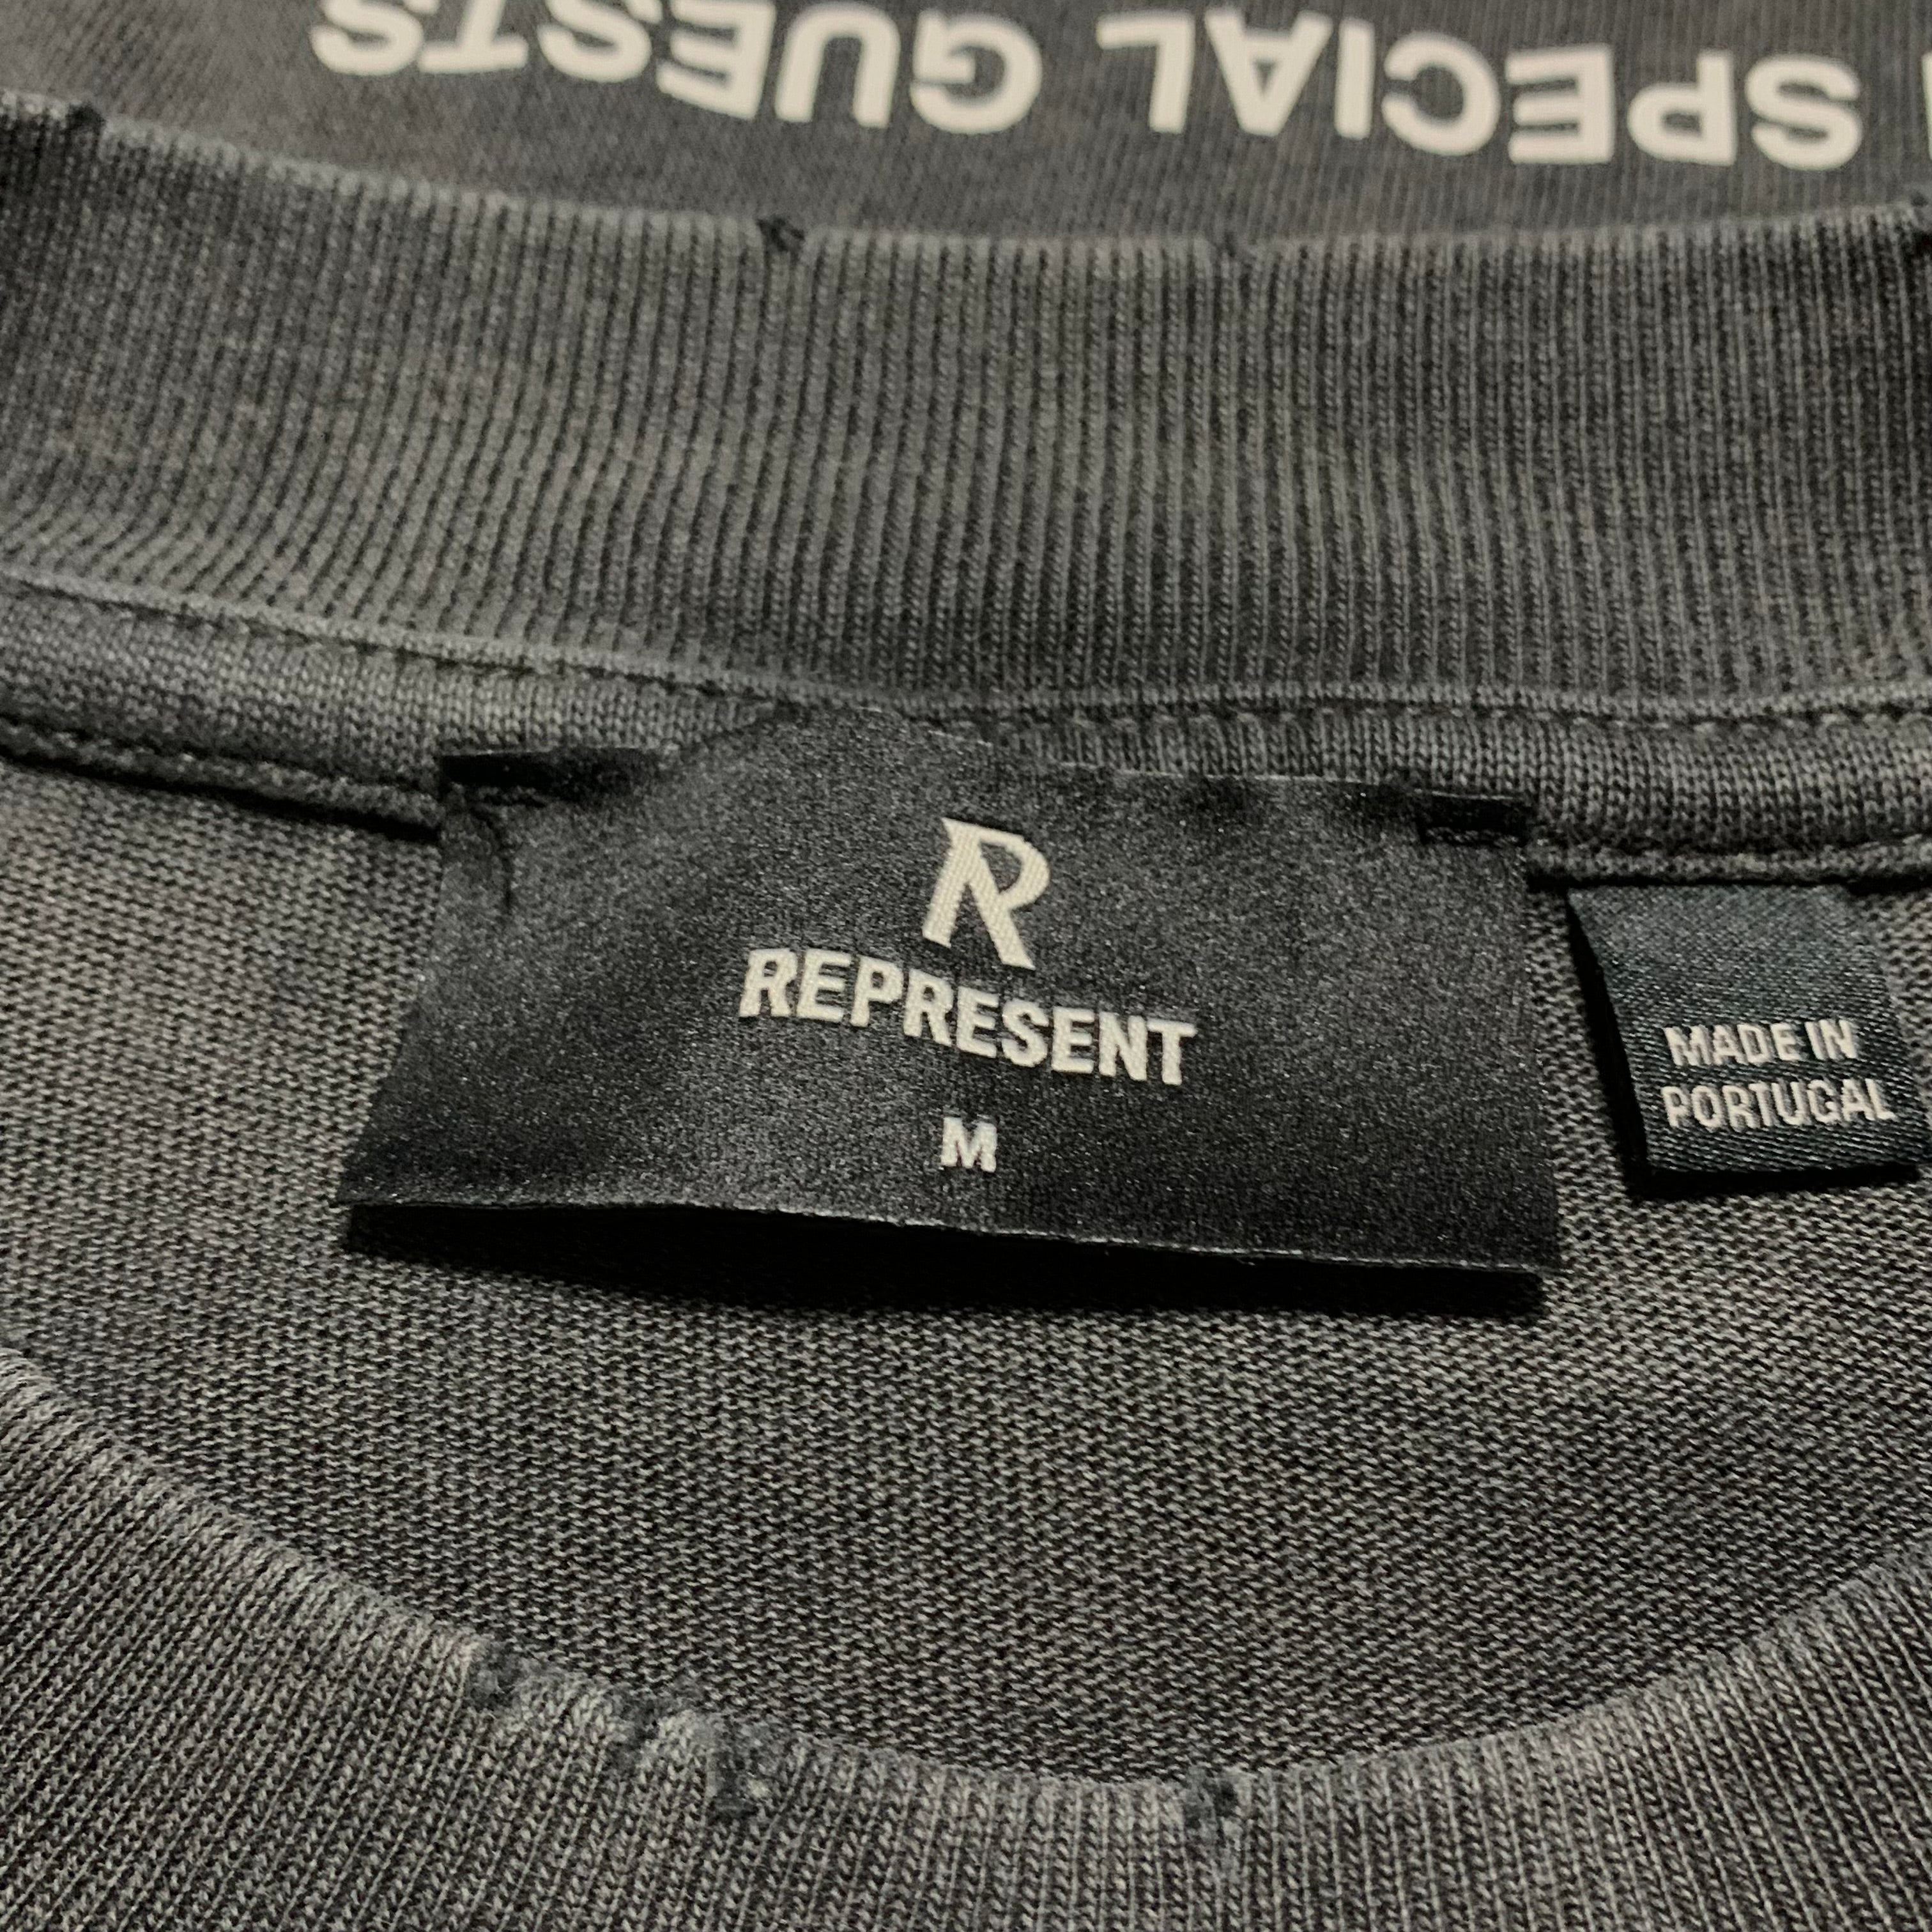 SPECIAL GUESTS
R
REPRESENT
M
MADE IN
PORTUGAL